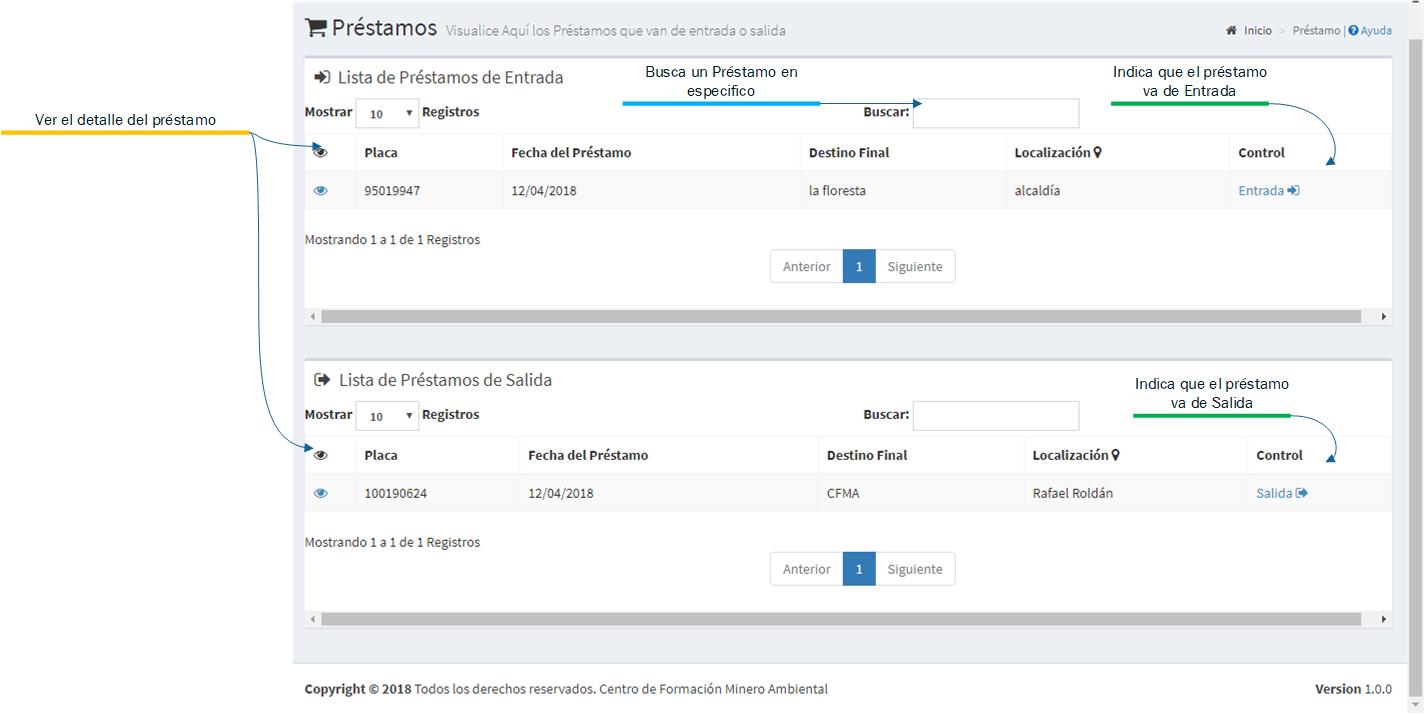 Préstamos Visualice Aquí los Préstamos que van de entrada o salida
Inicio > Préstamo | Ayuda
Lista de Préstamos de Entrada
Busca un Préstamo en
especifico
Indica que el préstamo
va de Entrada
Mostrar 10 Registros
Buscar:
Ver el detalle del préstamo
Placa Fecha del Préstamo Destino Final Localización Control
95019947 12/04/2018 la floresta alcaldía Entrada
Mostrando 1 a 1 de 1 Registros
Anterior 1 Siguiente
Lista de Préstamos de Salida
Indica que el préstamo
va de Salida
Mostrar 10 Registros
Buscar:
Placa Fecha del Préstamo Destino Final Localización Control
100190624 12/04/2018 CFMA Rafael Roldán Salida
Mostrando 1 a 1 de 1 Registros
Anterior 1 Siguiente
Copyright © 2018 Todos los derechos reservados. Centro de Formación Minero Ambiental
Version 1.0.0